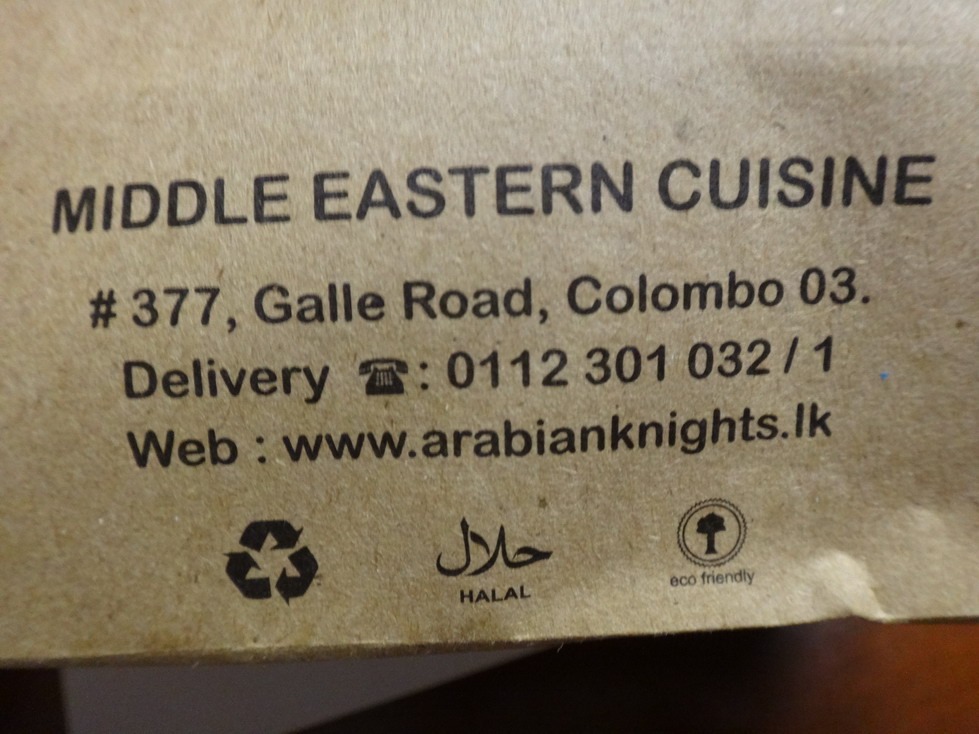 MIDDLE EASTERN CUISINE
# 377, Galle Road, Colombo 03.
Delivery ☎: 0112 301 032 / 1
Web : www.arabianknights.lk
حلال
HALAL
eco friendly